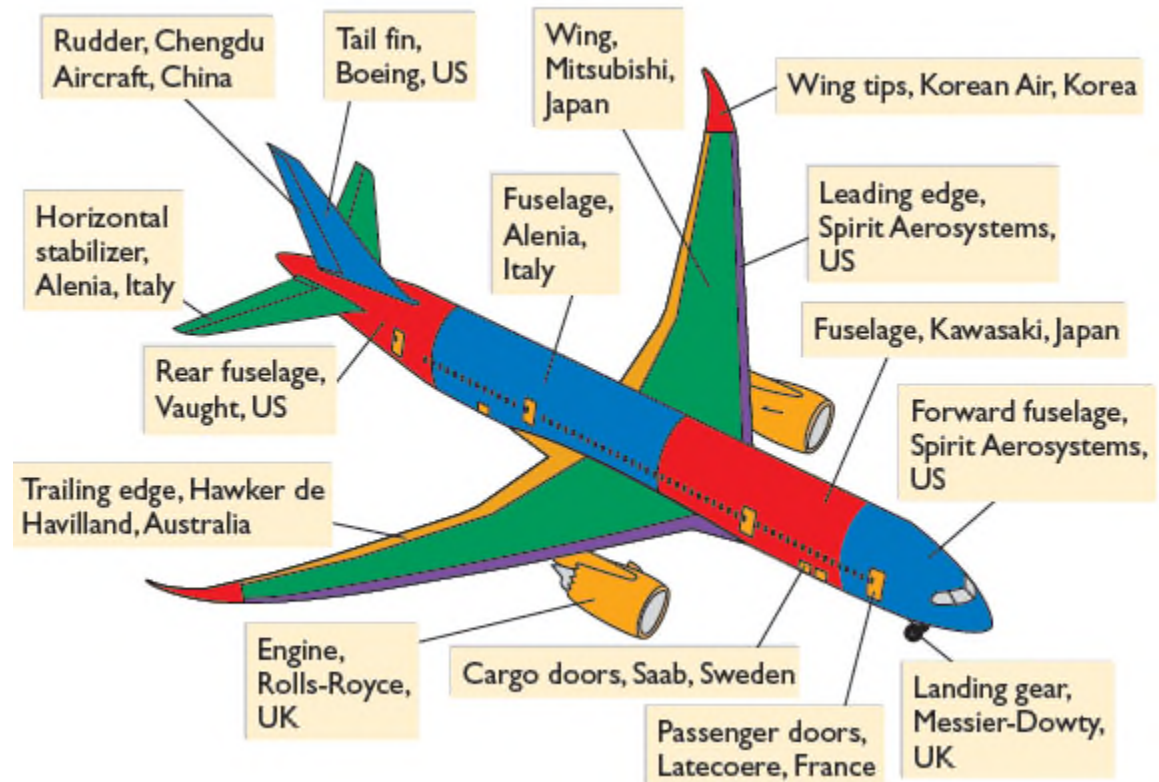 Rudder, Chengdu
Aircraft, China
Tail fin,
Boeing, US
Wing,
Mitsubishi,
Japan
Wing tips, Korean Air, Korea
Horizontal
stabilizer,
Alenia, Italy
Fuselage,
Alenia,
Italy
Leading edge,
Spirit Aerosystems,
US
Rear fuselage,
Vaught, US
Fuselage, Kawasaki, Japan
Forward fuselage,
Spirit Aerosystems,
US
Trailing edge, Hawker de
Havilland, Australia
Engine,
Rolls-Royce,
UK
Cargo doors, Saab, Sweden
Passenger doors,
Latecoere, France
Landing gear,
Messier-Dowty,
UK